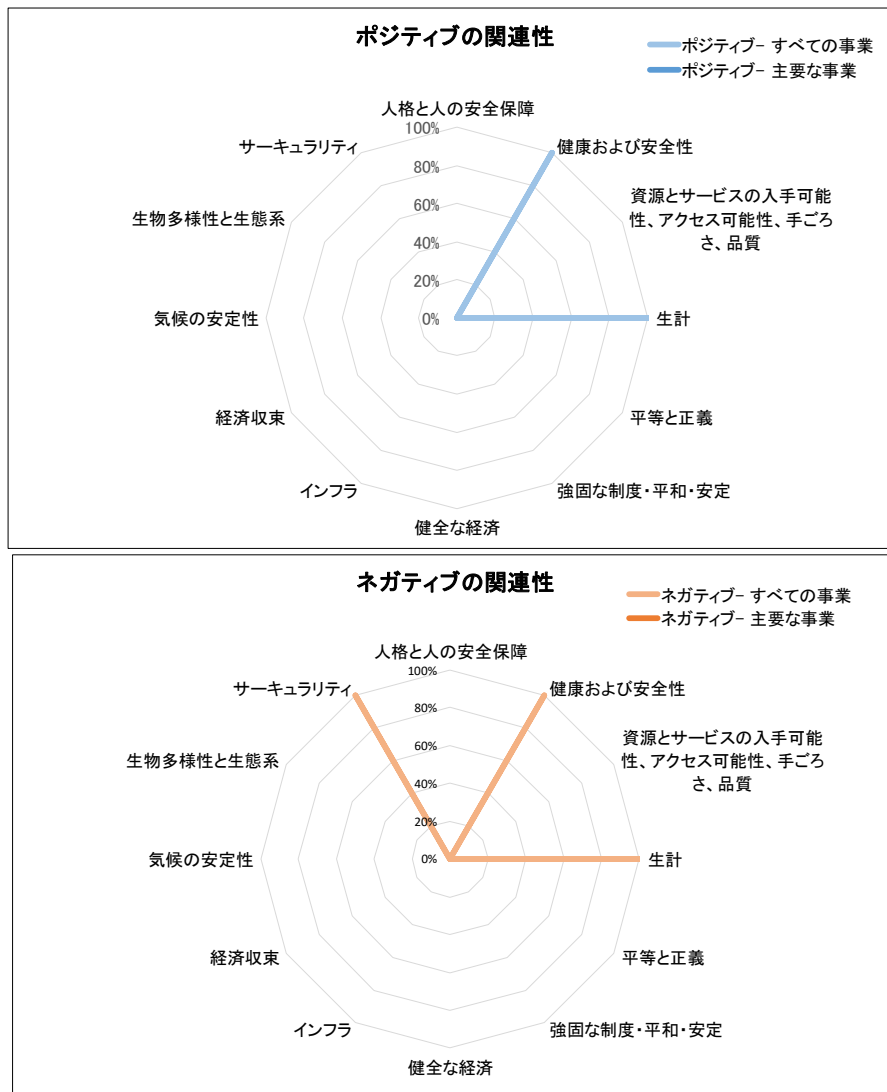 ポジティブの関連性
ポジティブ– すべての事業
ポジティブ– 主要な事業
人格と人の安全保障
健康および安全性
資源とサービスの入手可能
性、アクセス可能性、手ごろ
さ、品質
生計
平等と正義
強固な制度・平和・安定
健全な経済
インフラ
経済収束
気候の安定性
生物多様性と生態系
サーキュラリティ
100%
80%
60%
40%
20%
0%
ネガティブの関連性
ネガティブ– すべての事業
ネガティブ– 主要な事業
人格と人の安全保障
健康および安全性
資源とサービスの入手可能
性、アクセス可能性、手ごろ
さ、品質
生計
平等と正義
強固な制度・平和・安定
健全な経済
インフラ
経済収束
気候の安定性
生物多様性と生態系
サーキュラリティ
100%
80%
60%
40%
20%
0%